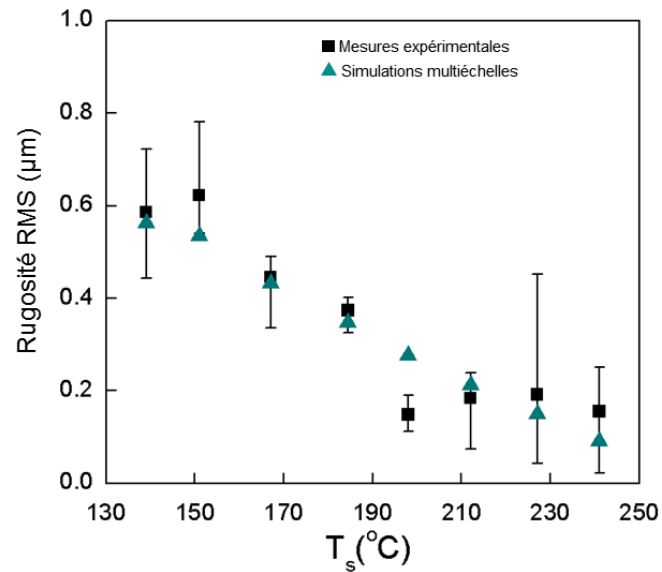 1.0
Mesures expérimentales
Simulations multiéchelles
0.8
0.6
0.4
0.2
0.0
Rugosité RMS (µm)
130 150 170 190 210 230 250
Ts(°C)